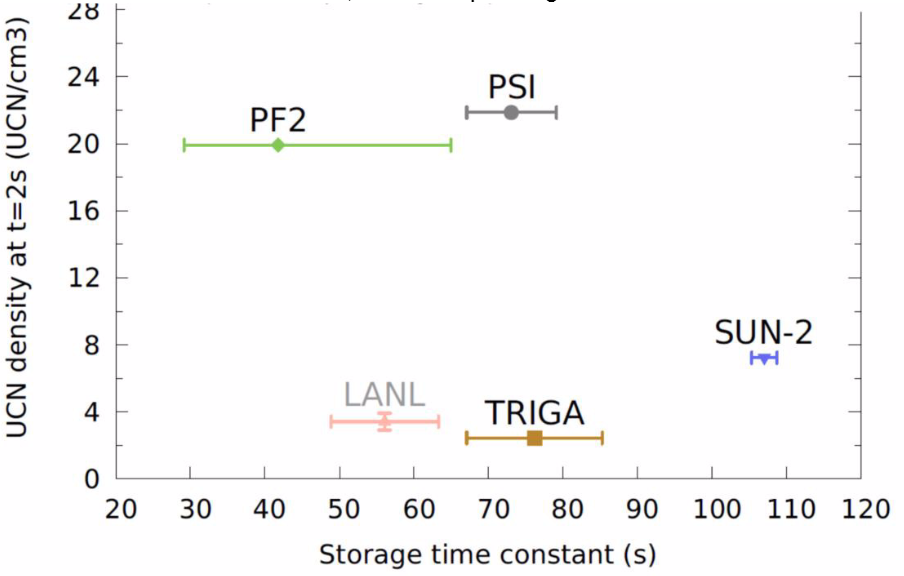 UCN density at t=2s (UCN/cm3)
28
24
20
16
12
8
4
0
PSI
PF2
SUN-2
LANL
TRIGA
20 30 40 50 60 70 80 90 100 110 120
Storage time constant (s)